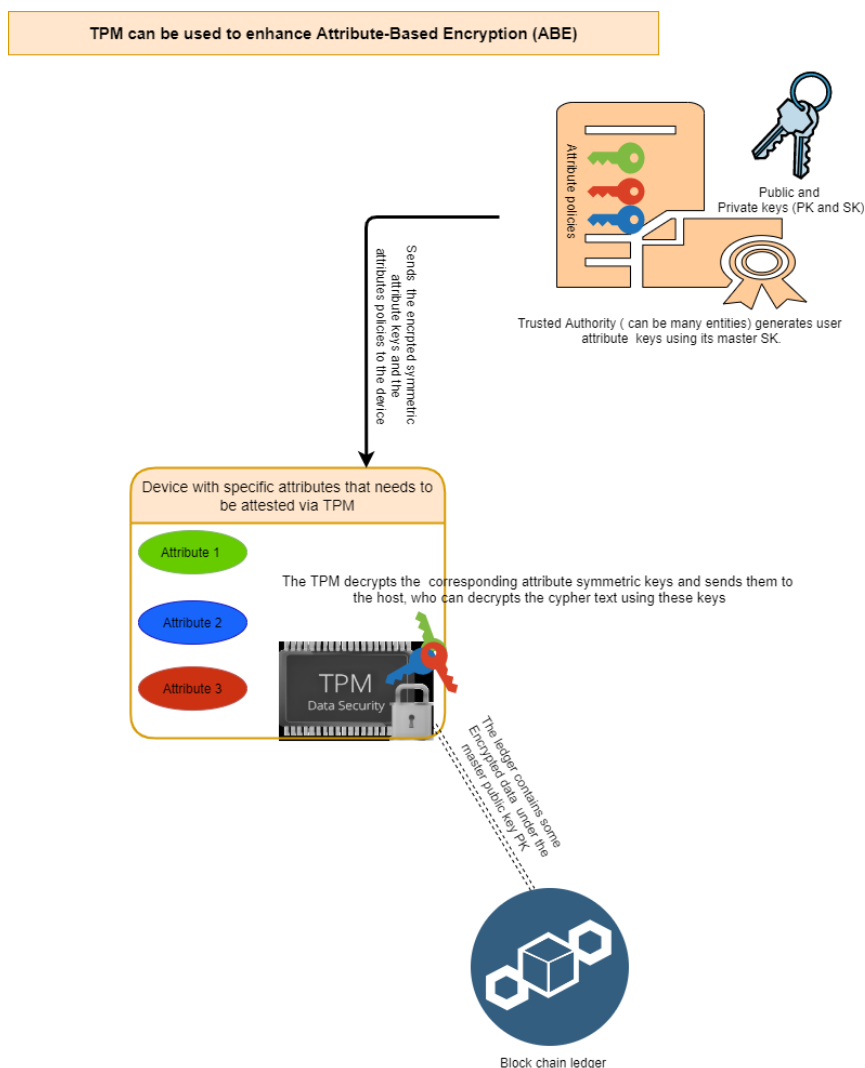 TPM can be used to enhance Attribute-Based Encryption (ABE)
Attribute policies
Public and
Private keys (PK and SK)
Trusted Authority ( can be many entities) generates user
attribute keys using its master SK.
Sends the encrpted symmetric
attribute keys and the
attributes policies to the device
Device with specific attributes that needs to
be attested via TPM
Attribute 1
The TPM decrypts the corresponding attribute symmetric keys and sends them to
the host, who can decrypts the cypher text using these keys
Attribute 2
Attribute 3
TPM
Data Security
The ledger contains some
Encrypted data under the
master public key PK
Block chain ledger